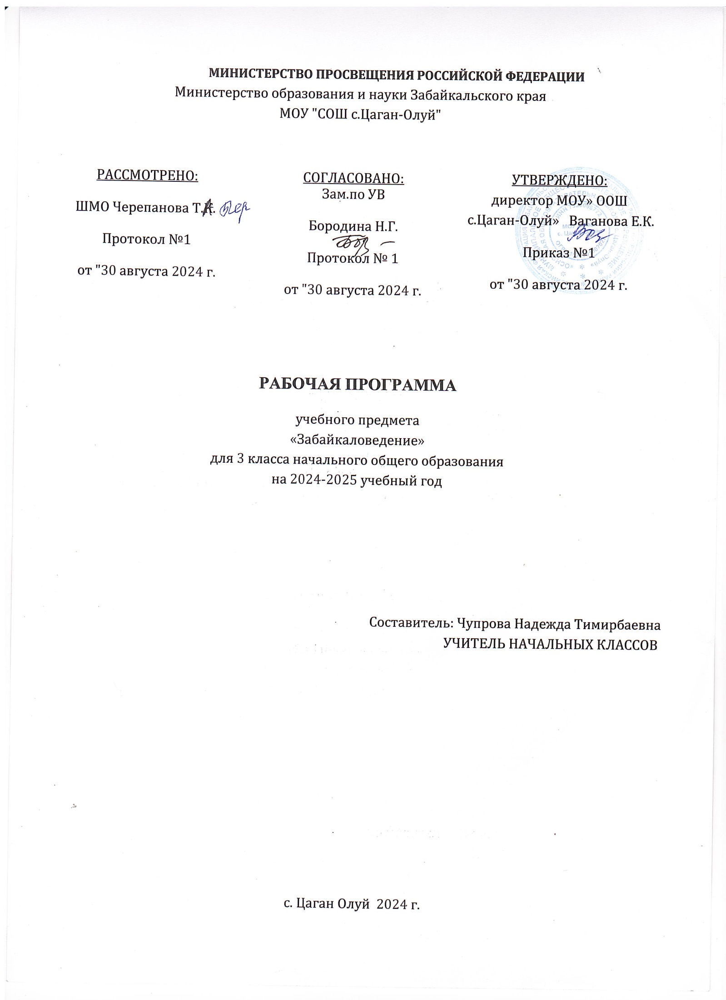 МИНИСТЕРСТВО ПРОСВЕЩЕНИЯ РОССИЙСКОЙ ФЕДЕРАЦИИ
Министерство образования и науки Забайкальского края
МОУ "СОШ с.Цаган-Олуй"
РАССМОТРЕНО:
ШМО Черепанова Т.К.
Протокол №1
от "30 августа 2024 г.
СОГЛАСОВАНО:
Зам.по УВ
Бородина Н.Г.
Протокол № 1
от "30 августа 2024 г.
УТВЕРЖДЕНО:
директор МОУ» ООШ
с.Цаган-Олуй» Ваганова Е.К.
Приказ №1
от "30 августа 2024 г.
РАБОЧАЯ ПРОГРАММА
учебного предмета
«Забайкаловедение»
для 3 класса начального общего образования
на 2024-2025 учебный год
Составитель: Чупрова Надежда Тимирбаевна
УЧИТЕЛЬ НАЧАЛЬНЫХ КЛАССОВ
с. Цаган Олуй 2024 г.